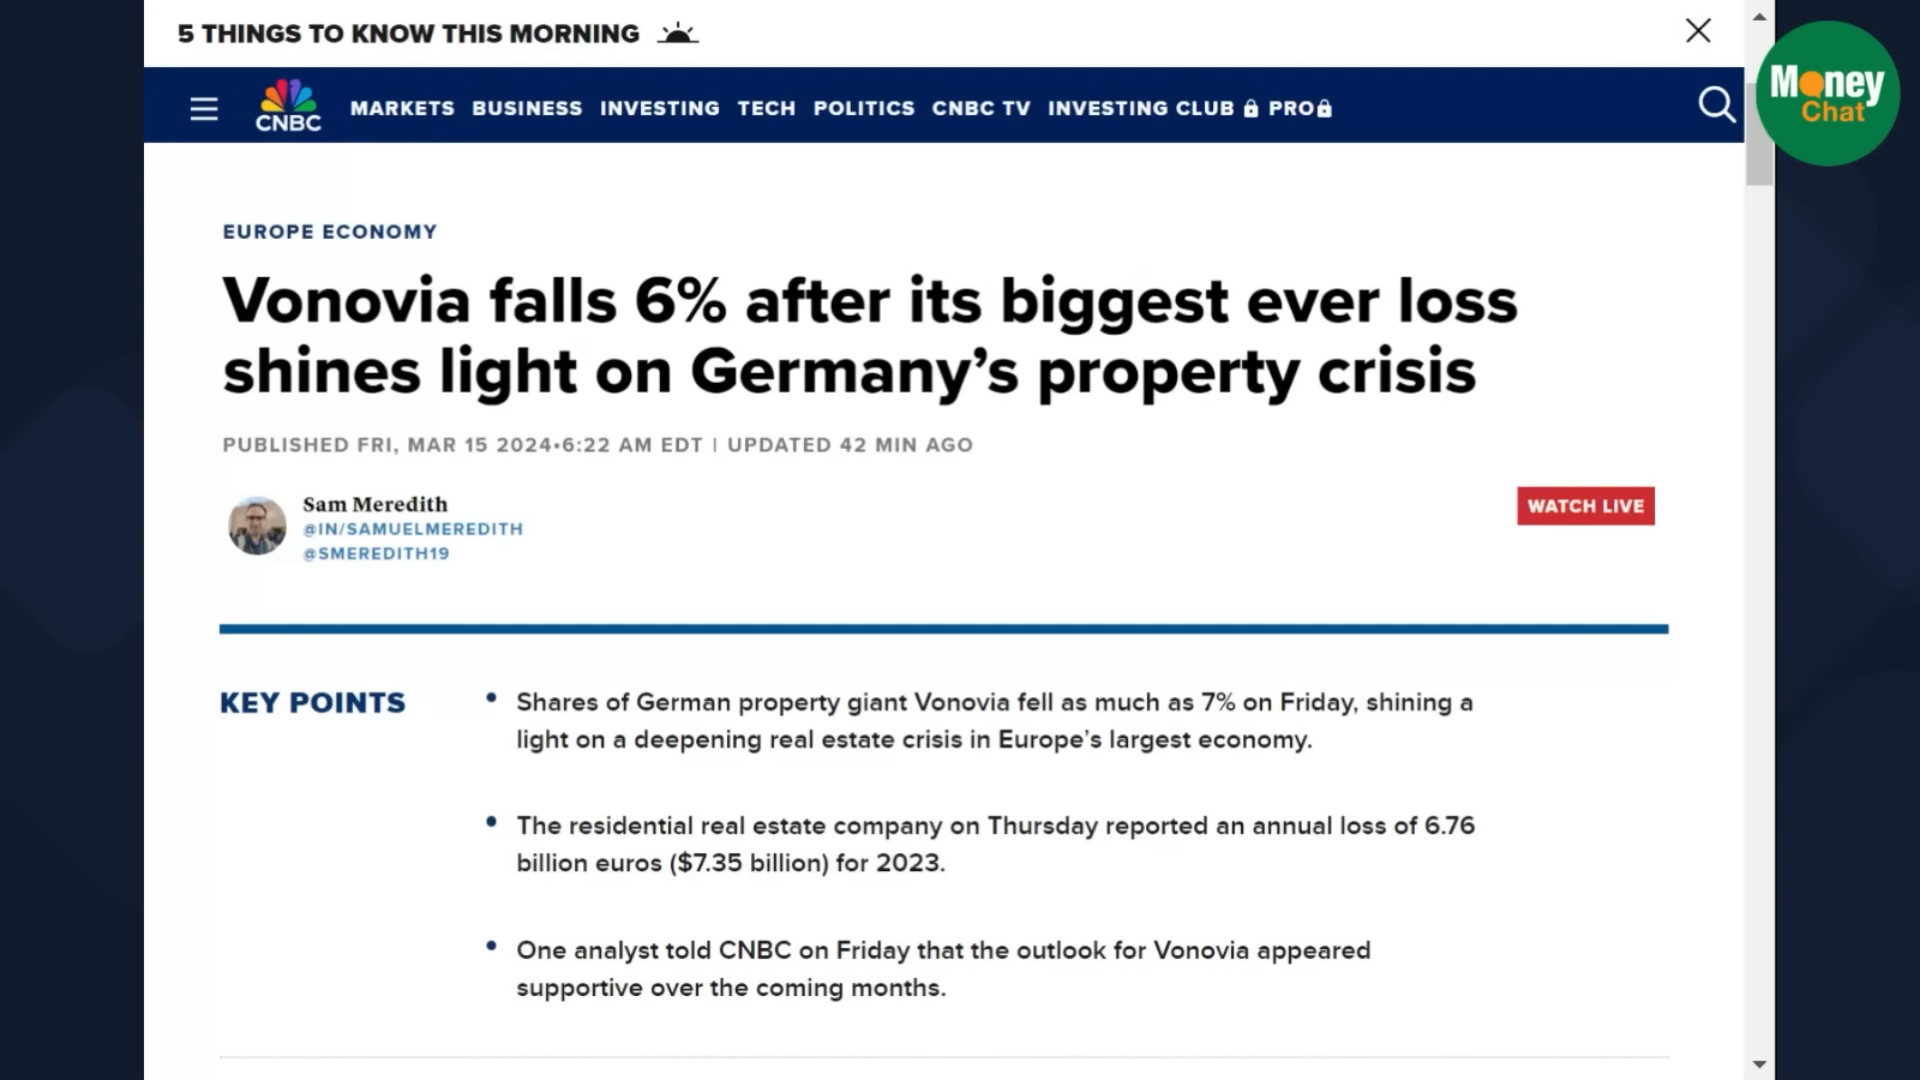 5 THINGS TO KNOW THIS MORNING
CNBC
MARKETS BUSINESS INVESTING TECH POLITICS CNBC TV INVESTING CLUB PRO
Money
Chat
EUROPE ECONOMY
Vonovia falls 6% after its biggest ever loss
shines light on Germany’s property crisis
PUBLISHED FRI, MAR 15 2024•6:22 AM EDT | UPDATED 42 MIN AGO
Sam Meredith
@IN/SAMUELMEREDITH
@SMEREDITH19
WATCH LIVE
KEY POINTS
• Shares of German property giant Vonovia fell as much as 7% on Friday, shining a
light on a deepening real estate crisis in Europe’s largest economy.
• The residential real estate company on Thursday reported an annual loss of 6.76
billion euros ($7.35 billion) for 2023.
• One analyst told CNBC on Friday that the outlook for Vonovia appeared
supportive over the coming months.